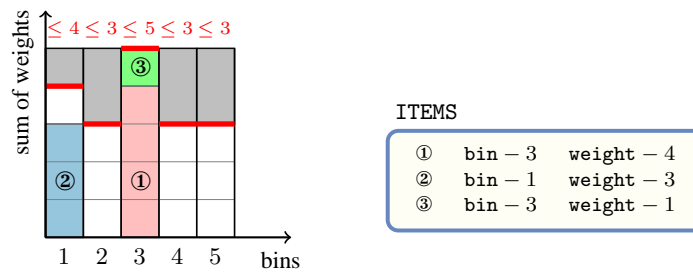 ≤ 4 ≤ 3 ≤ 5 ≤ 3 ≤ 3
sum of weights
③
②
①
1 2 3 4 5
bins
ITEMS
① bin − 3 weight − 4
② bin − 1 weight − 3
③ bin − 3 weight − 1